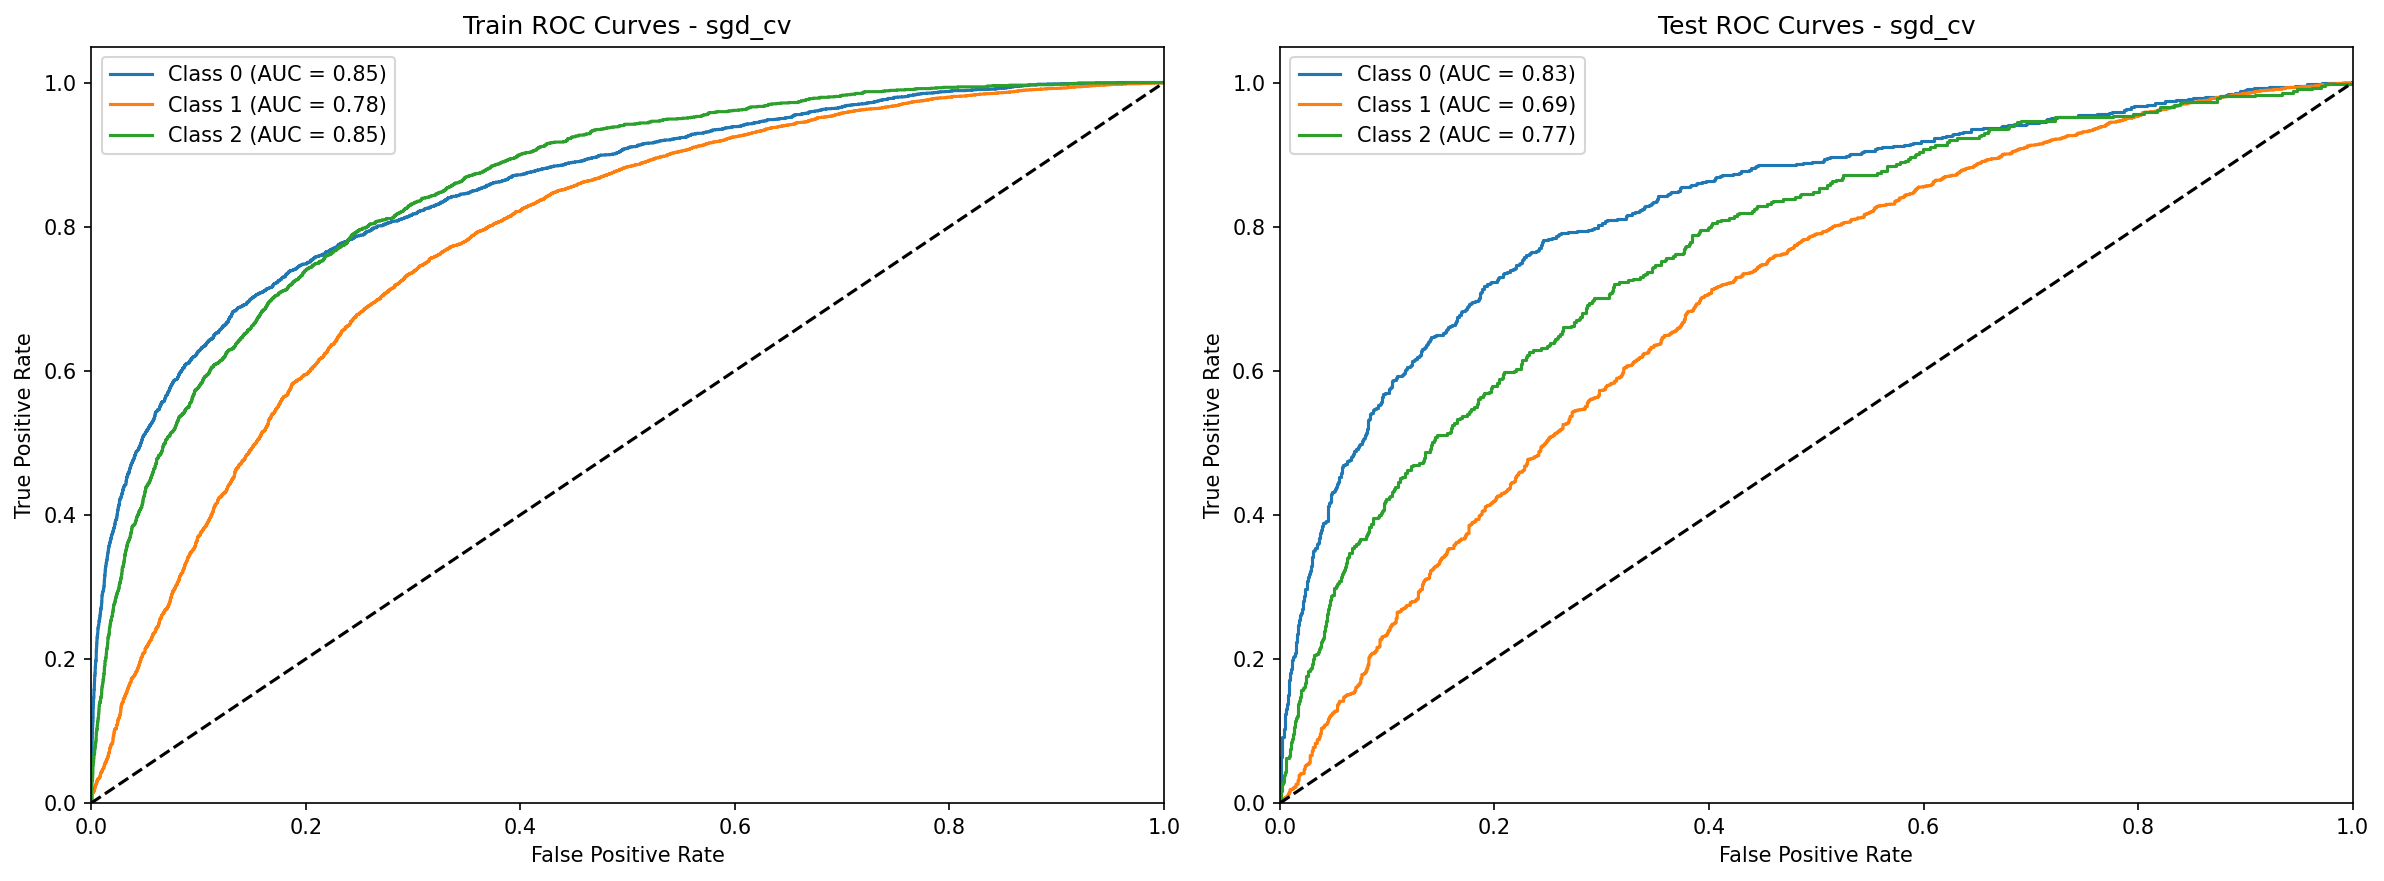 Train ROC Curves - sgd_cv
Class 0 (AUC = 0.85)
Class 1 (AUC = 0.78)
Class 2 (AUC = 0.85)
True Positive Rate
1.0
0.8
0.6
0.4
0.2
0.0
0.0 0.2 0.4 0.6 0.8 1.0
False Positive Rate
Test ROC Curves - sgd_cv
Class 0 (AUC = 0.83)
Class 1 (AUC = 0.69)
Class 2 (AUC = 0.77)
True Positive Rate
1.0
0.8
0.6
0.4
0.2
0.0
0.0 0.2 0.4 0.6 0.8 1.0
False Positive Rate